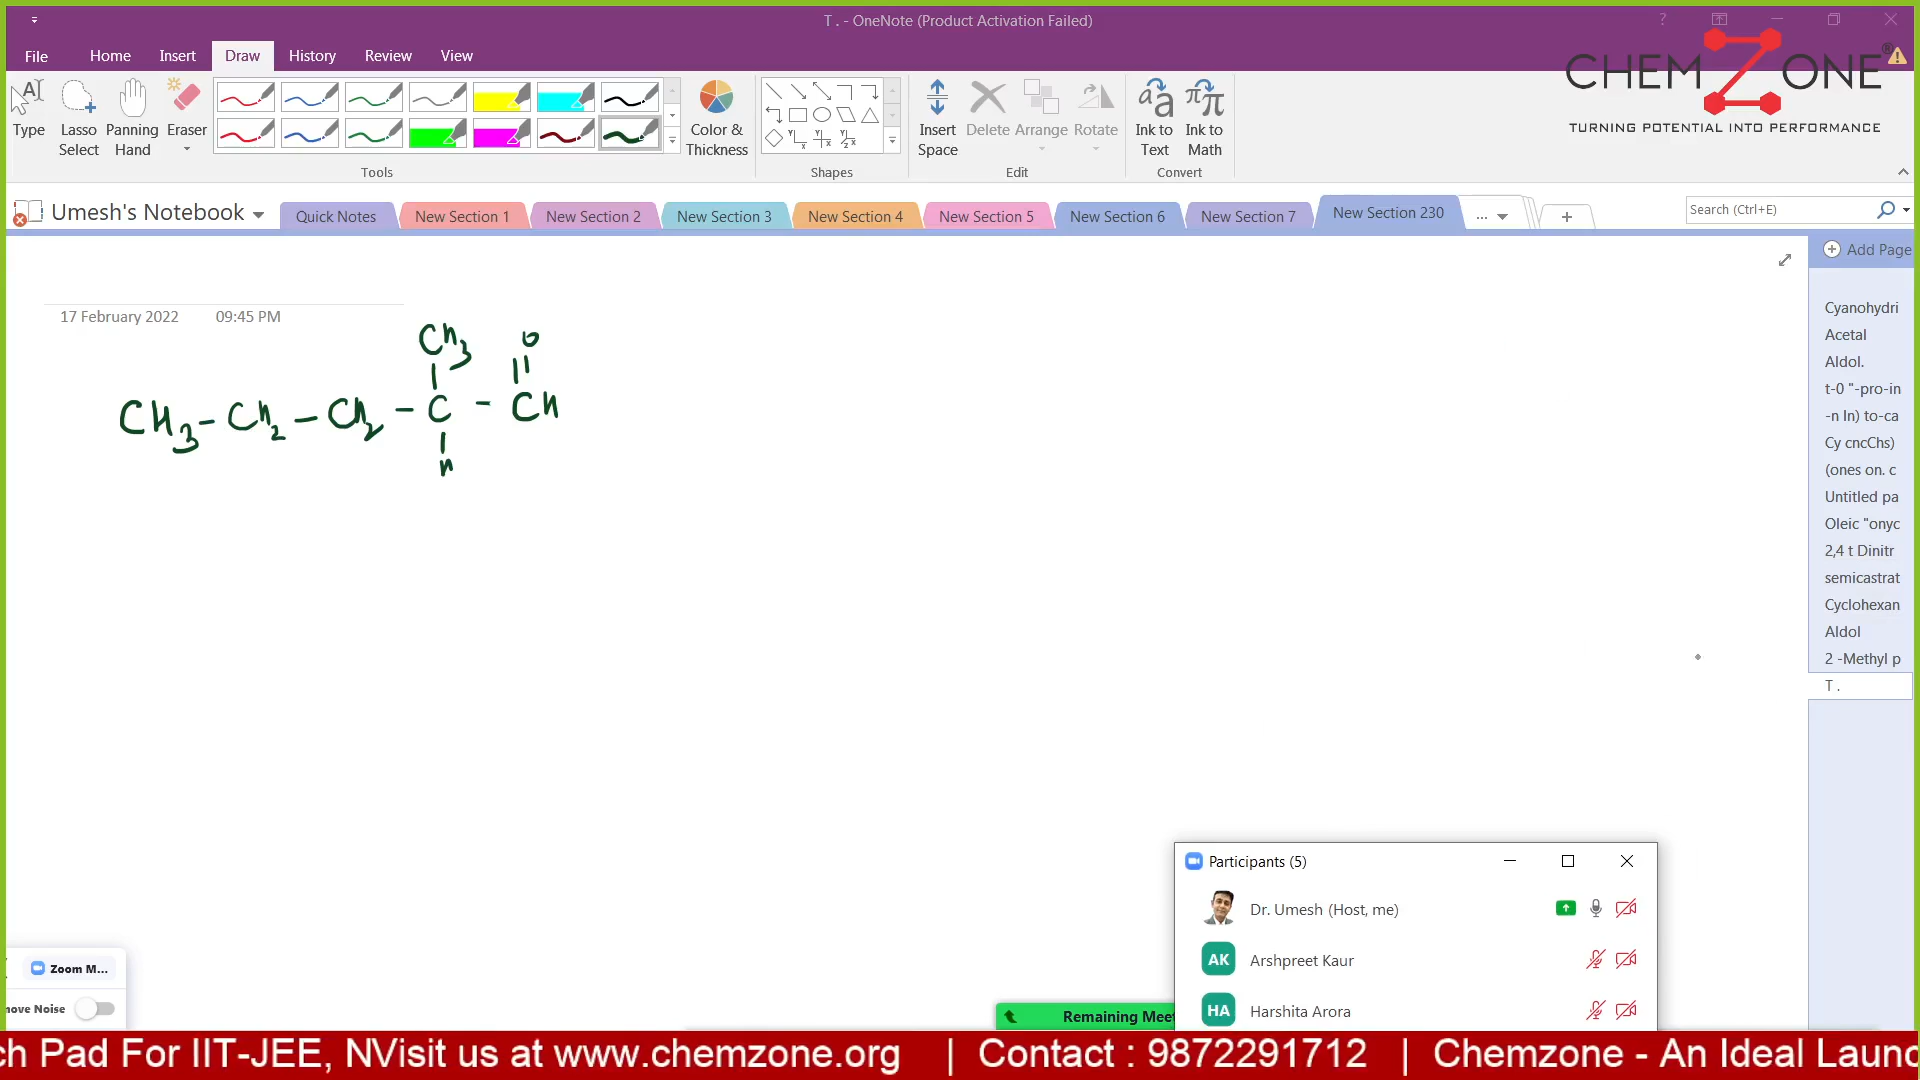 T . - OneNote (Product Activation Failed)
File Home Insert Draw History Review View
CHEMZONE®
TURNING POTENTIAL INTO PERFORMANCE
Type
Lasso Select
Panning Hand
Eraser
Color & Thickness
Insert Space
Delete
Arrange
Rotate
Ink to Text
Ink to Math
Tools Shapes Edit Convert
Umesh's Notebook
Quick Notes New Section 1 New Section 2 New Section 3 New Section 4 New Section 5 New Section 6 New Section 7 New Section 230 ... +
Search (Ctrl+E)
Add Page
17 February 2022 09:45 PM
CH3 O
CH3 - CH2 - CH2 - C - CH
H
Cyanohydri
Acetal
Aldol.
t-0 "-pro-in
-n In) to-ca
Cy cncChs)
(ones on. c
Untitled pa
Oleic "onyc
2,4 t Dinitr
semicastrat
Cyclohexan
Aldol
2 -Methyl p
T .
Participants (5)
Dr. Umesh (Host, me)
AK Arshpreet Kaur
HA Harshita Arora
Zoom M...
nove Noise
Remaining Meet
ch Pad For IIT-JEE, NVisit us at www.chemzone.org | Contact : 9872291712 | Chemzone - An Ideal Launc